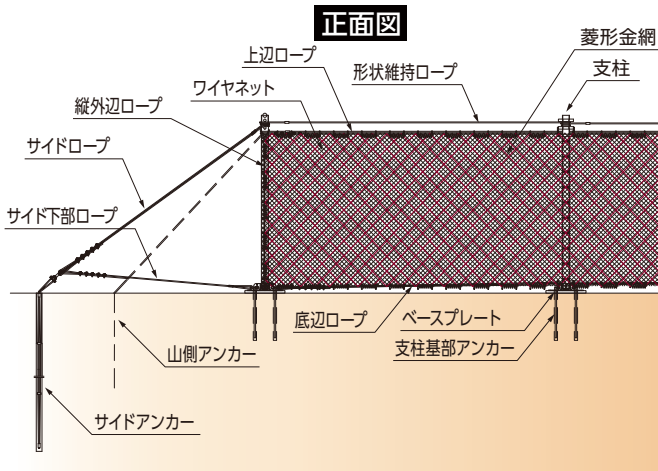 正面図
菱形金網
上辺ロープ
形状維持ロープ
支柱
ワイヤネット
縦外辺ロープ
サイドロープ
サイド下部ロープ
底辺ロープ
ベースプレート
山側アンカー
支柱基部アンカー
サイドアンカー